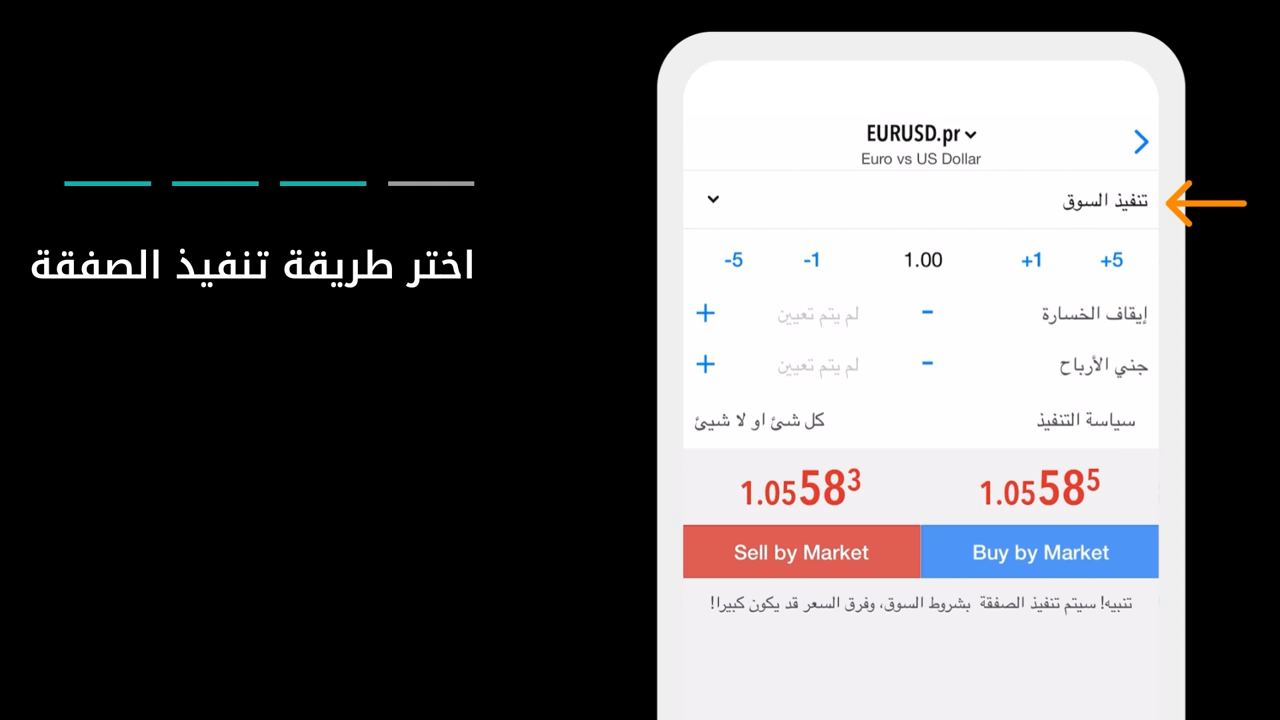 اختر طريقة تنفيذ الصفقة
EURUSD.pr
Euro vs US Dollar
تنفيذ السوق
-5 -1 1.00 +1 +5
إيقاف الخسارة - لم يتم تعيين +
جني الأرباح - لم يتم تعيين +
سياسة التنفيذ كل شئ او لا شيئ
1.05583 1.05585
Sell by Market Buy by Market
تنبيه! سيتم تنفيذ الصفقة بشروط السوق، وفرق السعر قد يكون كبيرا!